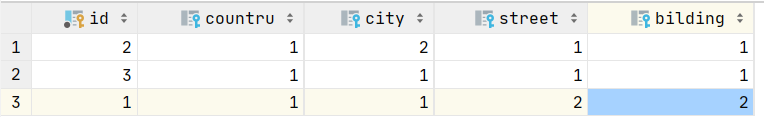 id countru city street bilding
1 2 1 2 1 1
2 3 1 1 1 1
3 1 1 1 2 2